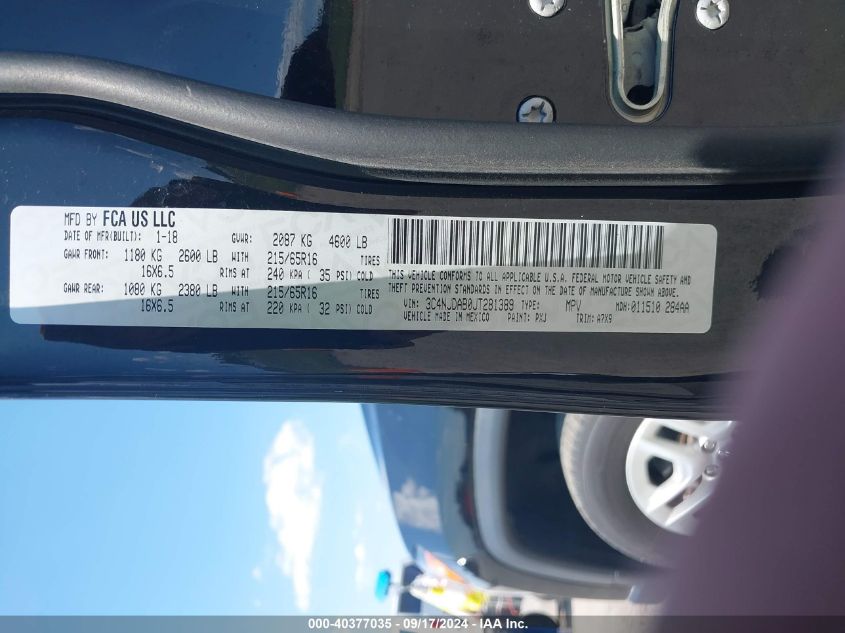 MFD BY FCA US LLC
DATE OF MFR(BUILT): 1-18 GVWR: 2087 KG 4600 LB
GAWR FRONT: 1180 KG 2600 LB WITH 215/65R16 TIRES
16X6.5 RIMS AT 240 KPA ( 35 PSI) COLD
GAWR REAR: 1080 KG 2380 LB WITH 215/65R16 TIRES
16X6.5 RIMS AT 220 KPA ( 32 PSI) COLD
THIS VEHICLE CONFORMS TO ALL APPLICABLE U.S.A. FEDERAL MOTOR VEHICLE SAFETY AND
THEFT PREVENTION STANDARDS IN EFFECT ON THE DATE OF MANUFACTURE SHOWN ABOVE.
VIN: 3C4NJDAB0JT281389 TYPE: MPV MDH:011510 284AA
VEHICLE MADE IN MEXICO PAINT: PXJ TRIM: A7X9
000-40377035 - 09/17/2024 - IAA Inc.